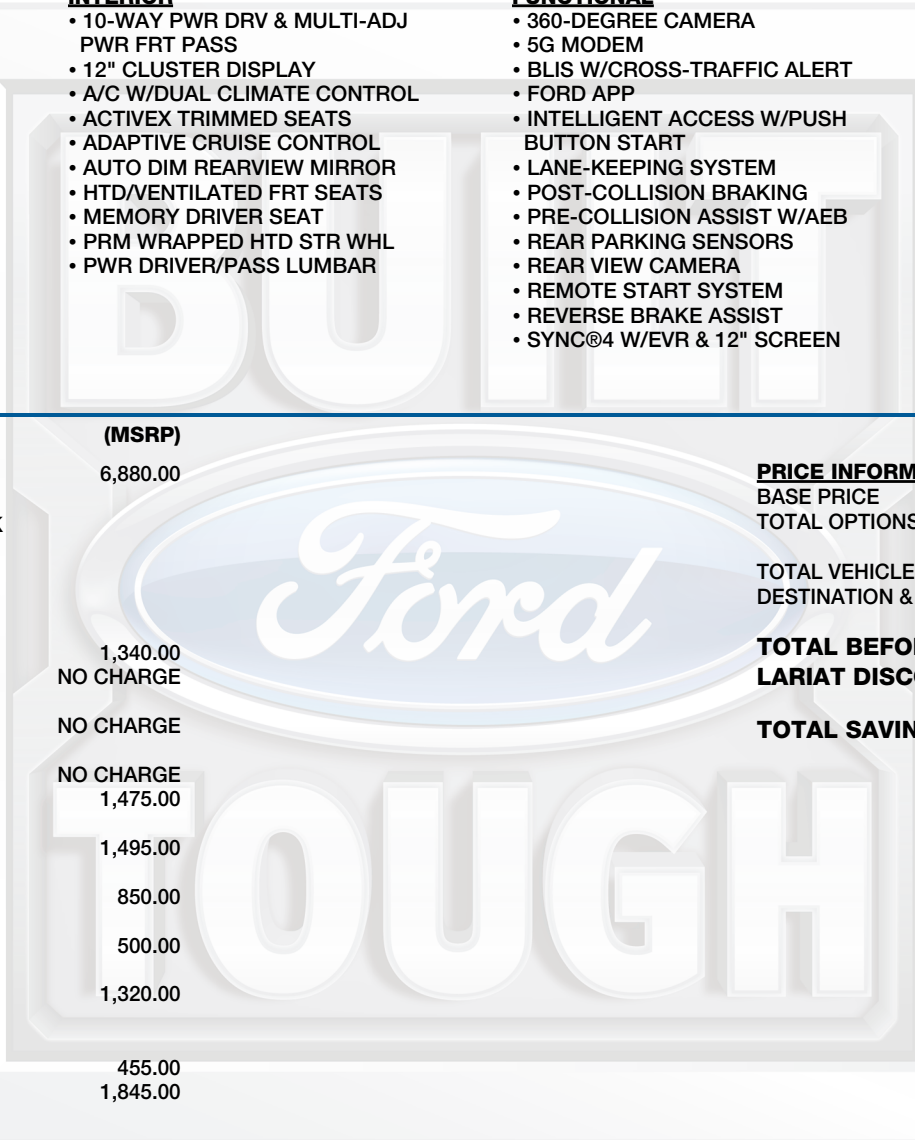 INTERIOR
• 10-WAY PWR DRV & MULTI-ADJ
PWR FRT PASS
• 12" CLUSTER DISPLAY
• A/C W/DUAL CLIMATE CONTROL
• ACTIVEX TRIMMED SEATS
• ADAPTIVE CRUISE CONTROL
• AUTO DIM REARVIEW MIRROR
• HTD/VENTILATED FRT SEATS
• MEMORY DRIVER SEAT
• PRM WRAPPED HTD STR WHL
• PWR DRIVER/PASS LUMBAR
FUNCTIONAL
• 360-DEGREE CAMERA
• 5G MODEM
• BLIS W/CROSS-TRAFFIC ALERT
• FORD APP
• INTELLIGENT ACCESS W/PUSH
BUTTON START
• LANE-KEEPING SYSTEM
• POST-COLLISION BRAKING
• PRE-COLLISION ASSIST W/AEB
• REAR PARKING SENSORS
• REAR VIEW CAMERA
• REMOTE START SYSTEM
• REVERSE BRAKE ASSIST
• SYNC®4 W/EVR & 12" SCREEN
BUILT
Ford
TOUGH
(MSRP)
6,880.00
1,340.00
NO CHARGE
NO CHARGE
NO CHARGE
1,475.00
1,495.00
850.00
500.00
1,320.00
455.00
1,845.00
PRICE INFORM
BASE PRICE
TOTAL OPTIONS
TOTAL VEHICLE
DESTINATION &
TOTAL BEFO
LARIAT DISC
TOTAL SAVIN